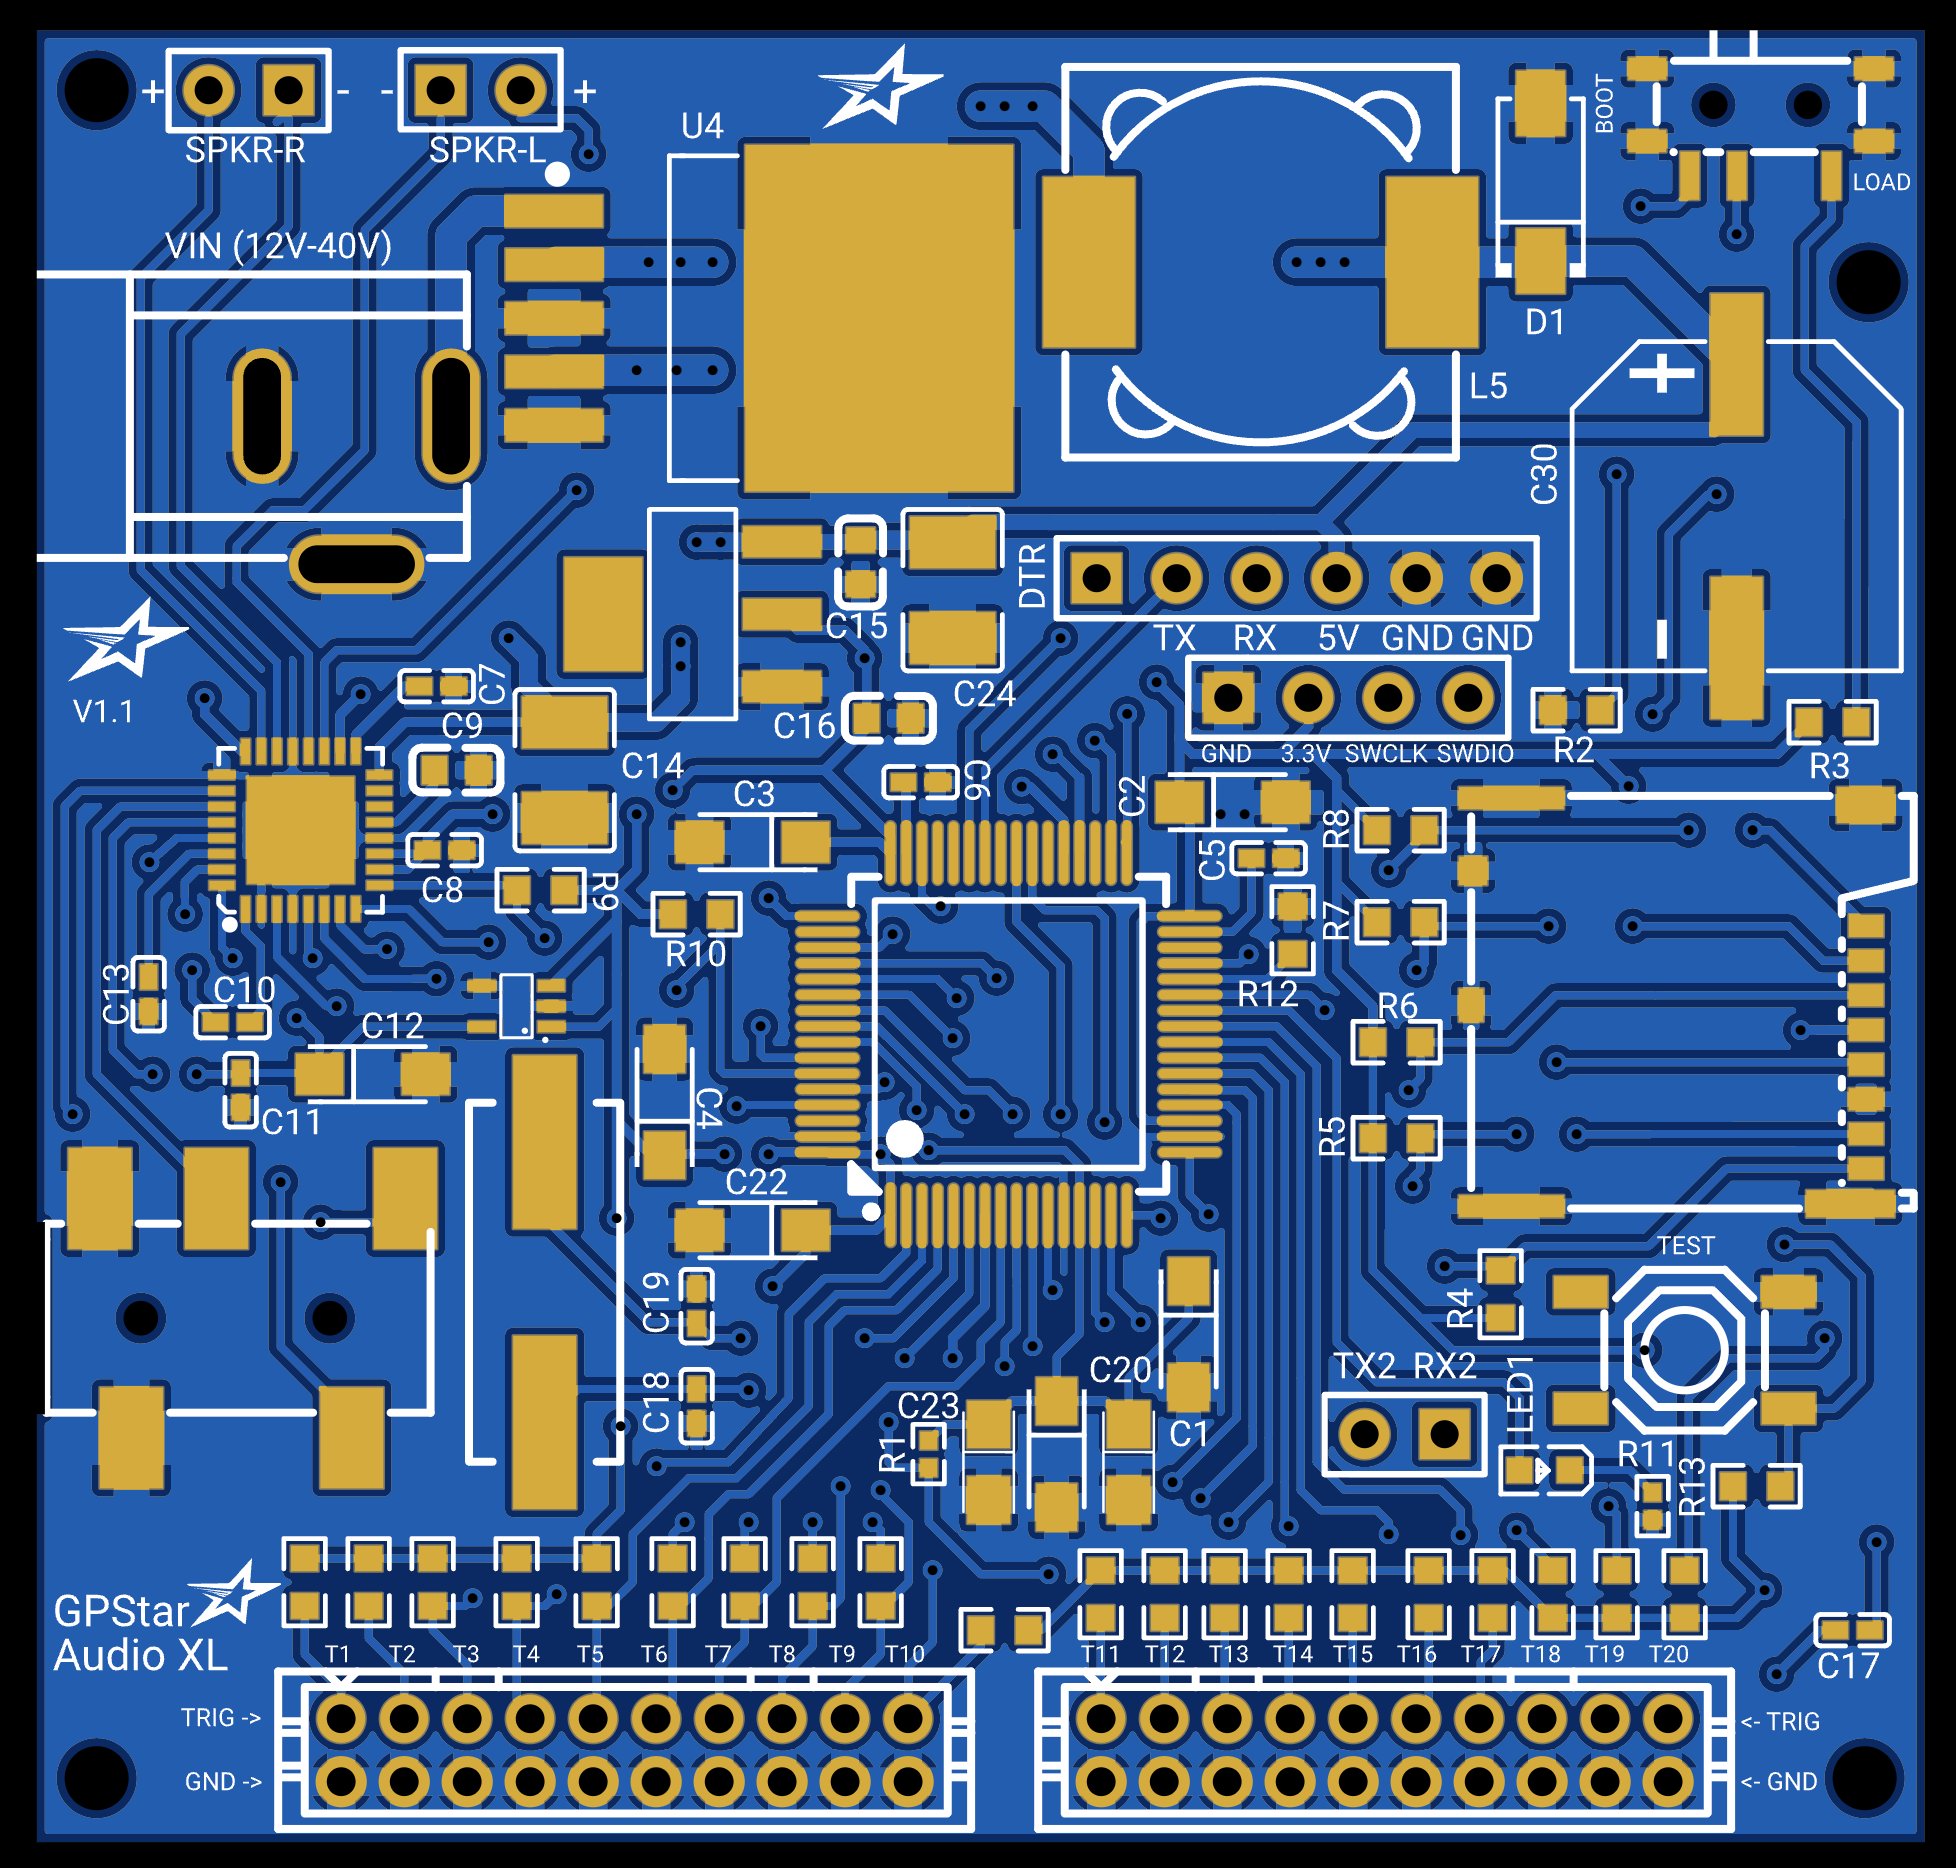 + - - +
SPKR-R SPKR-L
U4
BOOT
LOAD
VIN (12V-40V)
D1
L5
+
C30
DTR
TX RX 5V GND GND
C15
C24
C16
GND 3.3V SWCLK SWDIO
V1.1
C7
C9
C14
C3
C6
C2
R2
R3
C8
R9
R10
C5
R12
R8
R7
R6
R5
C13
C10
C12
C11
C4
C22
TEST
R4
C19
C18
C20
C23
R1
C1
TX2 RX2
LED1
R11
R13
GPStar
Audio XL
T1 T2 T3 T4 T5 T6 T7 T8 T9 T10 T11 T12 T13 T14 T15 T16 T17 T18 T19 T20
C17
TRIG -> <- TRIG
GND -> <- GND